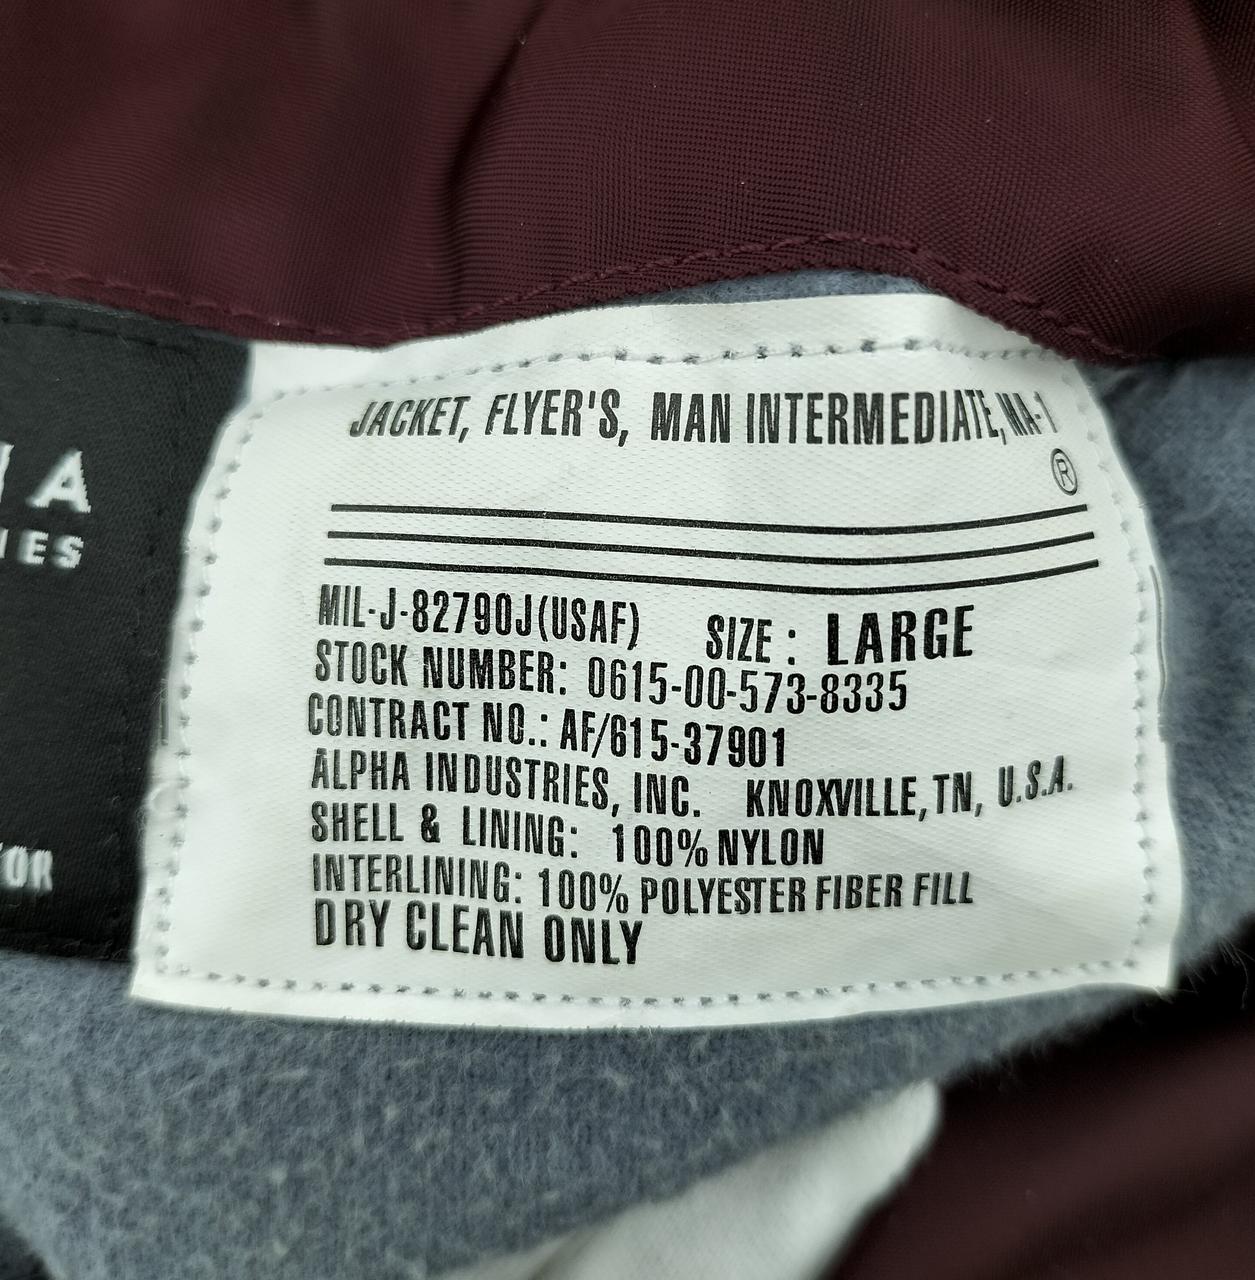 JACKET, FLYER'S, MAN INTERMEDIATE, MA-1
®
MIL-J-82790J(USAF) SIZE : LARGE
STOCK NUMBER: 0615-00-573-8335
CONTRACT NO.: AF/615-37901
ALPHA INDUSTRIES, INC. KNOXVILLE, TN, U.S.A.
SHELL & LINING: 100% NYLON
INTERLINING: 100% POLYESTER FIBER FILL
DRY CLEAN ONLY